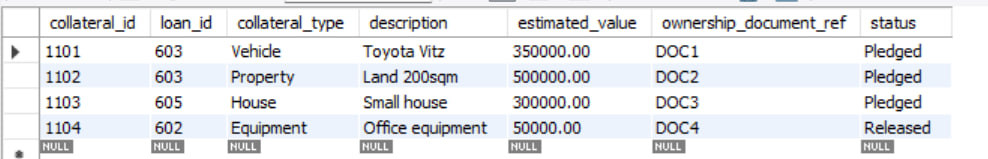 collateral_id loan_id collateral_type description estimated_value ownership_document_ref status
1101 603 Vehicle Toyota Vitz 350000.00 DOC1 Pledged
1102 603 Property Land 200sqm 500000.00 DOC2 Pledged
1103 605 House Small house 300000.00 DOC3 Pledged
1104 602 Equipment Office equipment 50000.00 DOC4 Released
NULL NULL NULL NULL NULL NULL NULL